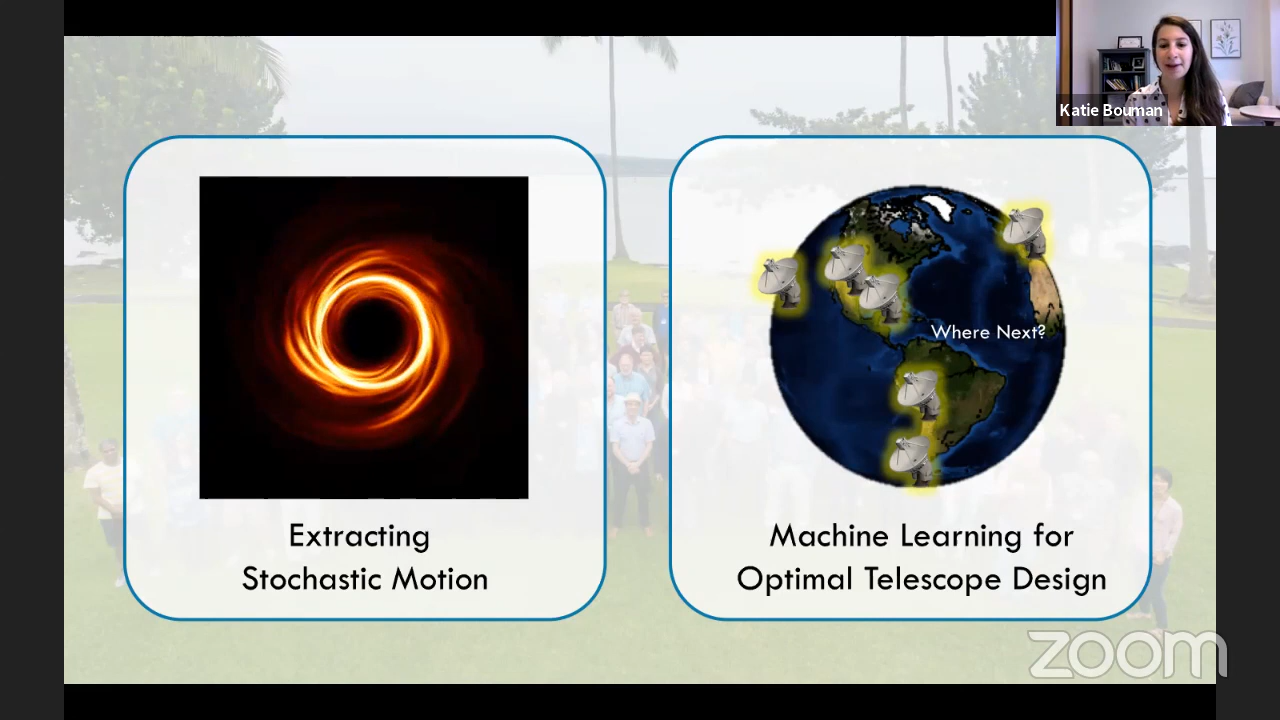 Katie Bouman
Where Next?
Extracting
Stochastic Motion
Machine Learning for
Optimal Telescope Design
zoom